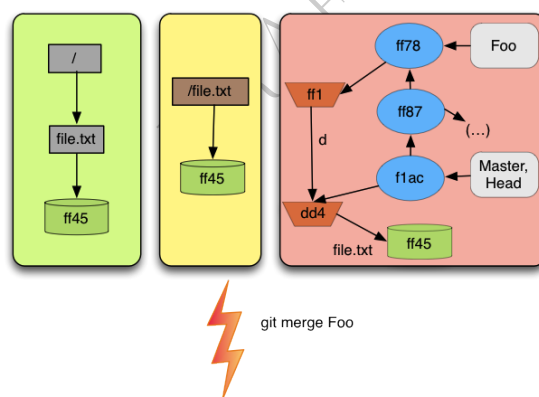 /
file.txt
ff45
/file.txt
ff45
ff78
Foo
ff1
ff87
d
(...)
f1ac
Master,
Head
dd4
file.txt
ff45
git merge Foo